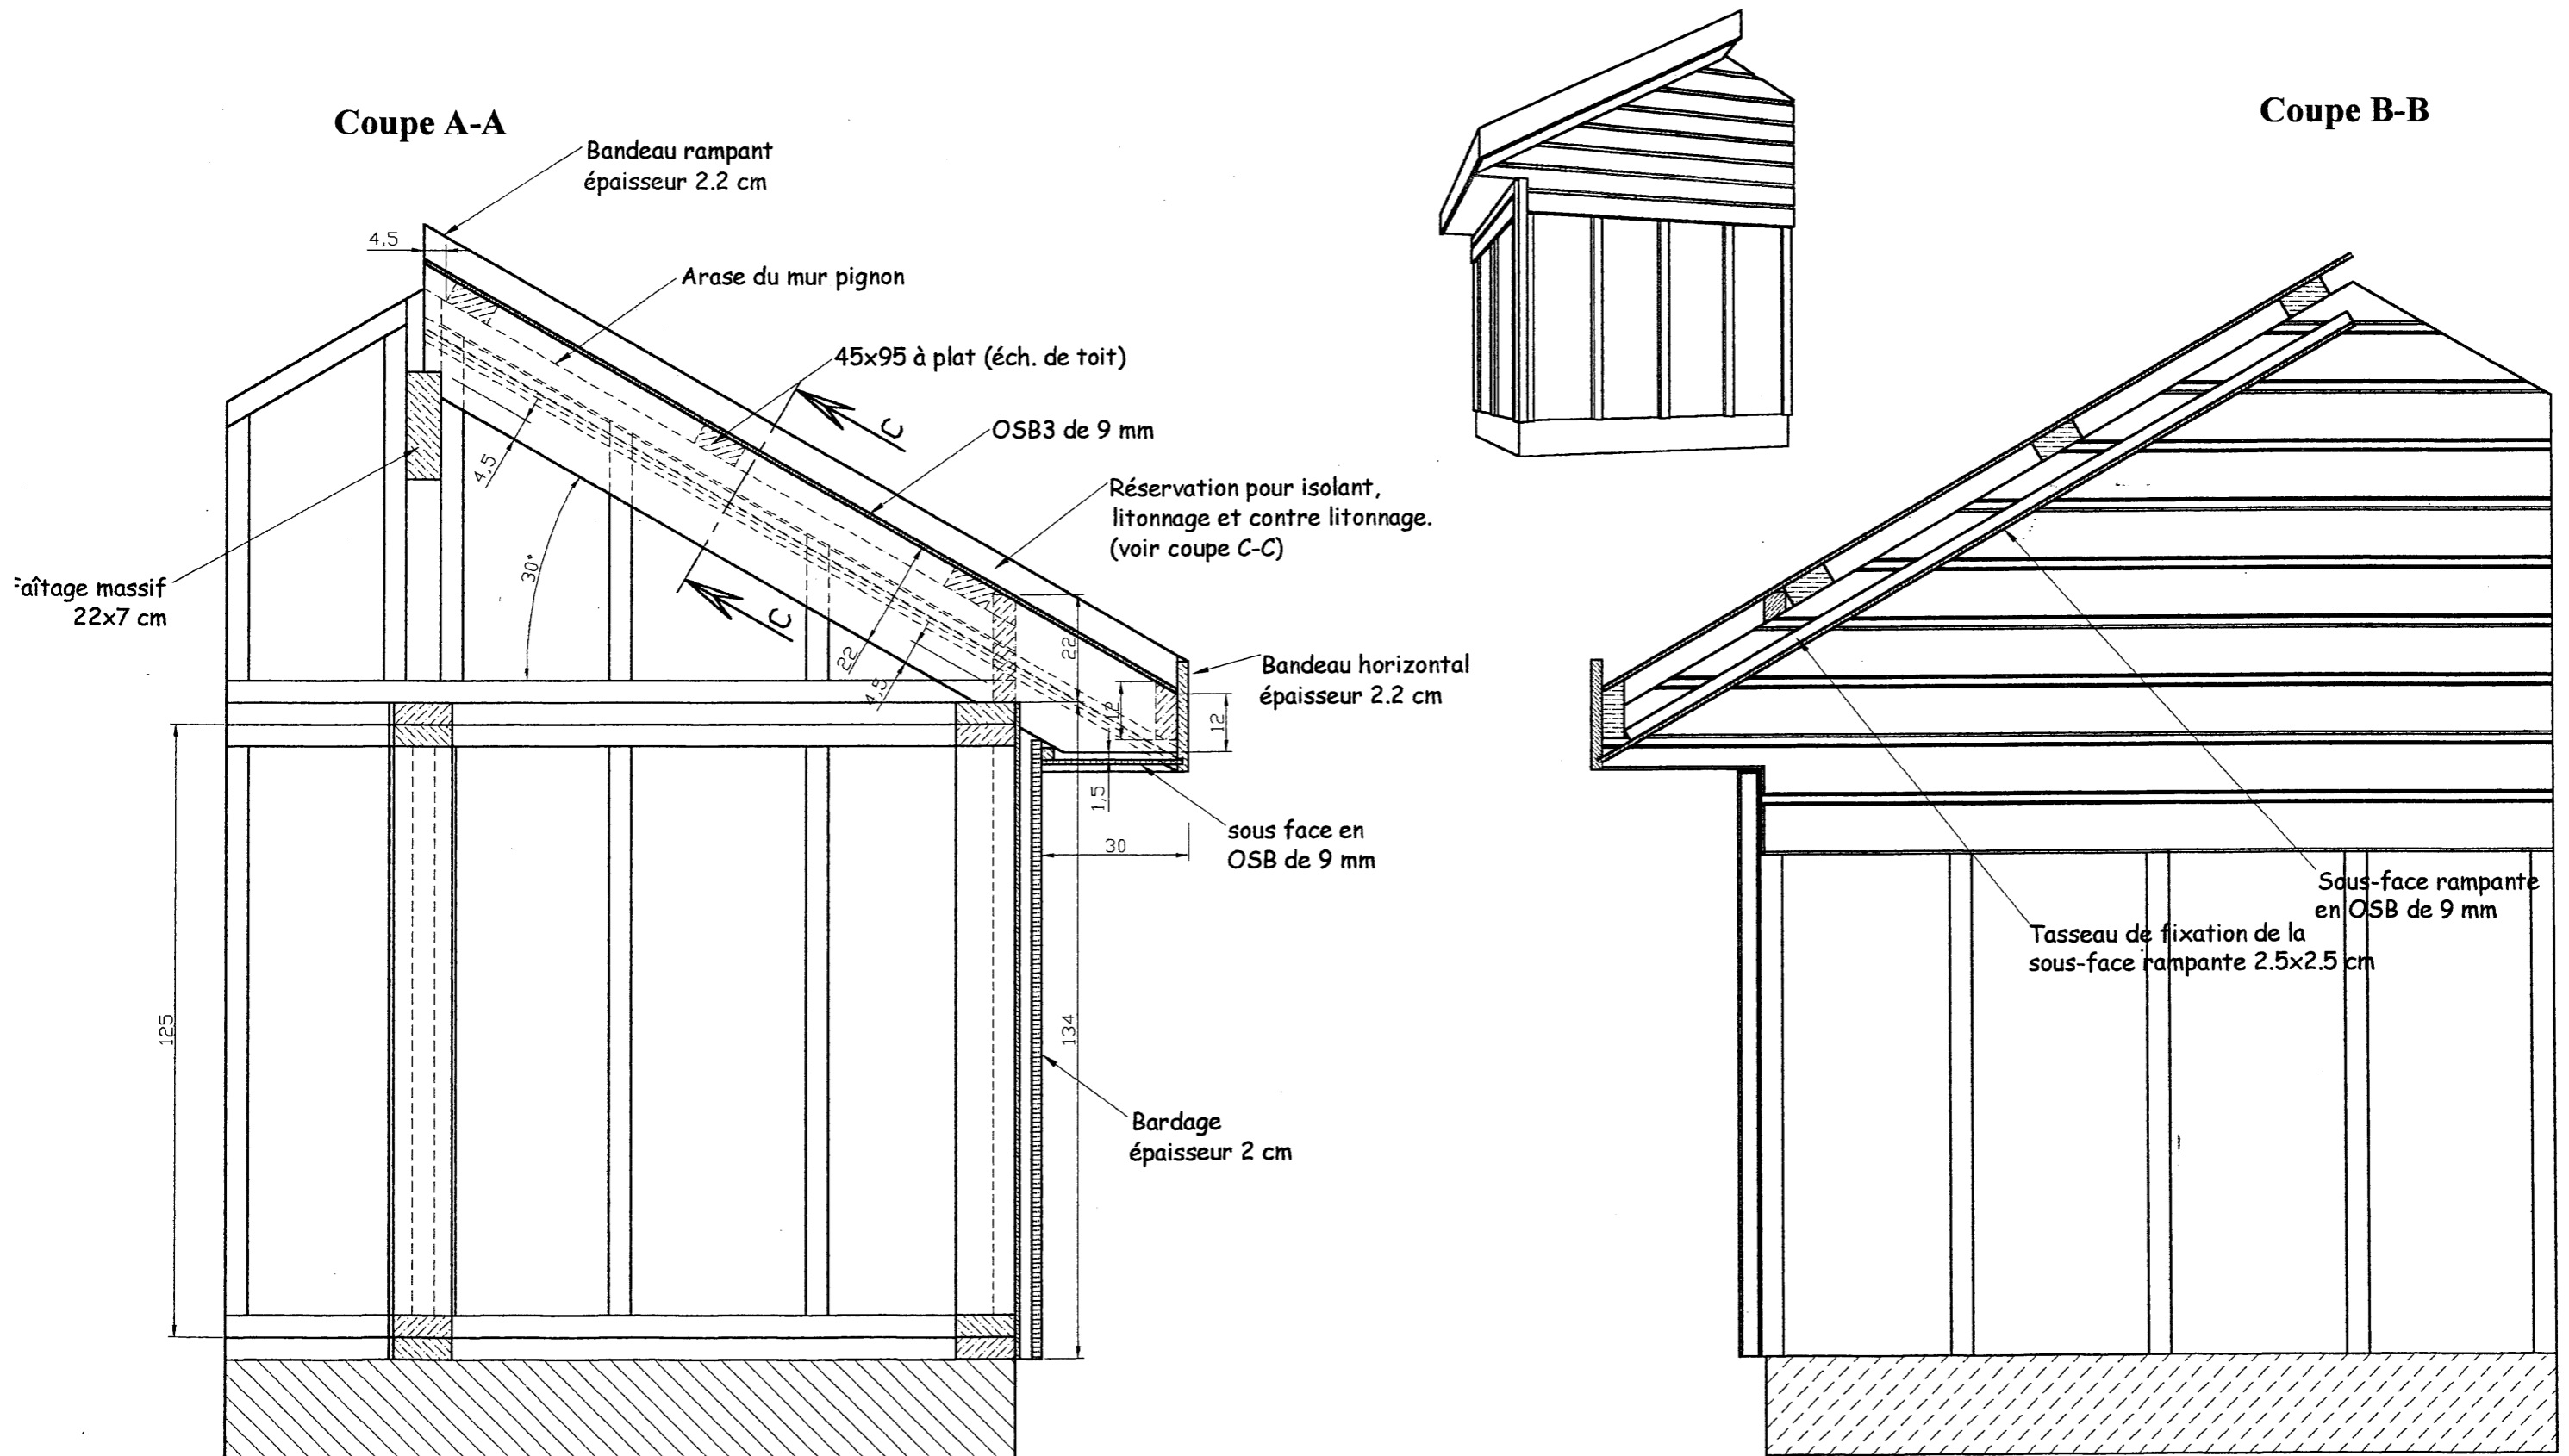 Coupe A-A
Bandeau rampant
épaisseur 2.2 cm
4,5
Arase du mur pignon
45x95 à plat (éch. de toit)
C
OSB3 de 9 mm
4,5
Réservation pour isolant,
litonnage et contre litonnage.
(voir coupe C-C)
30°
aîtage massif
22x7 cm
C
22
4,5
22
12
12
Bandeau horizontal
épaisseur 2.2 cm
1,5
sous face en
OSB de 9 mm
30
125
134
Bardage
épaisseur 2 cm
Coupe B-B
Sous-face rampante
en OSB de 9 mm
Tasseau de fixation de la
sous-face rampante 2.5x2.5 cm